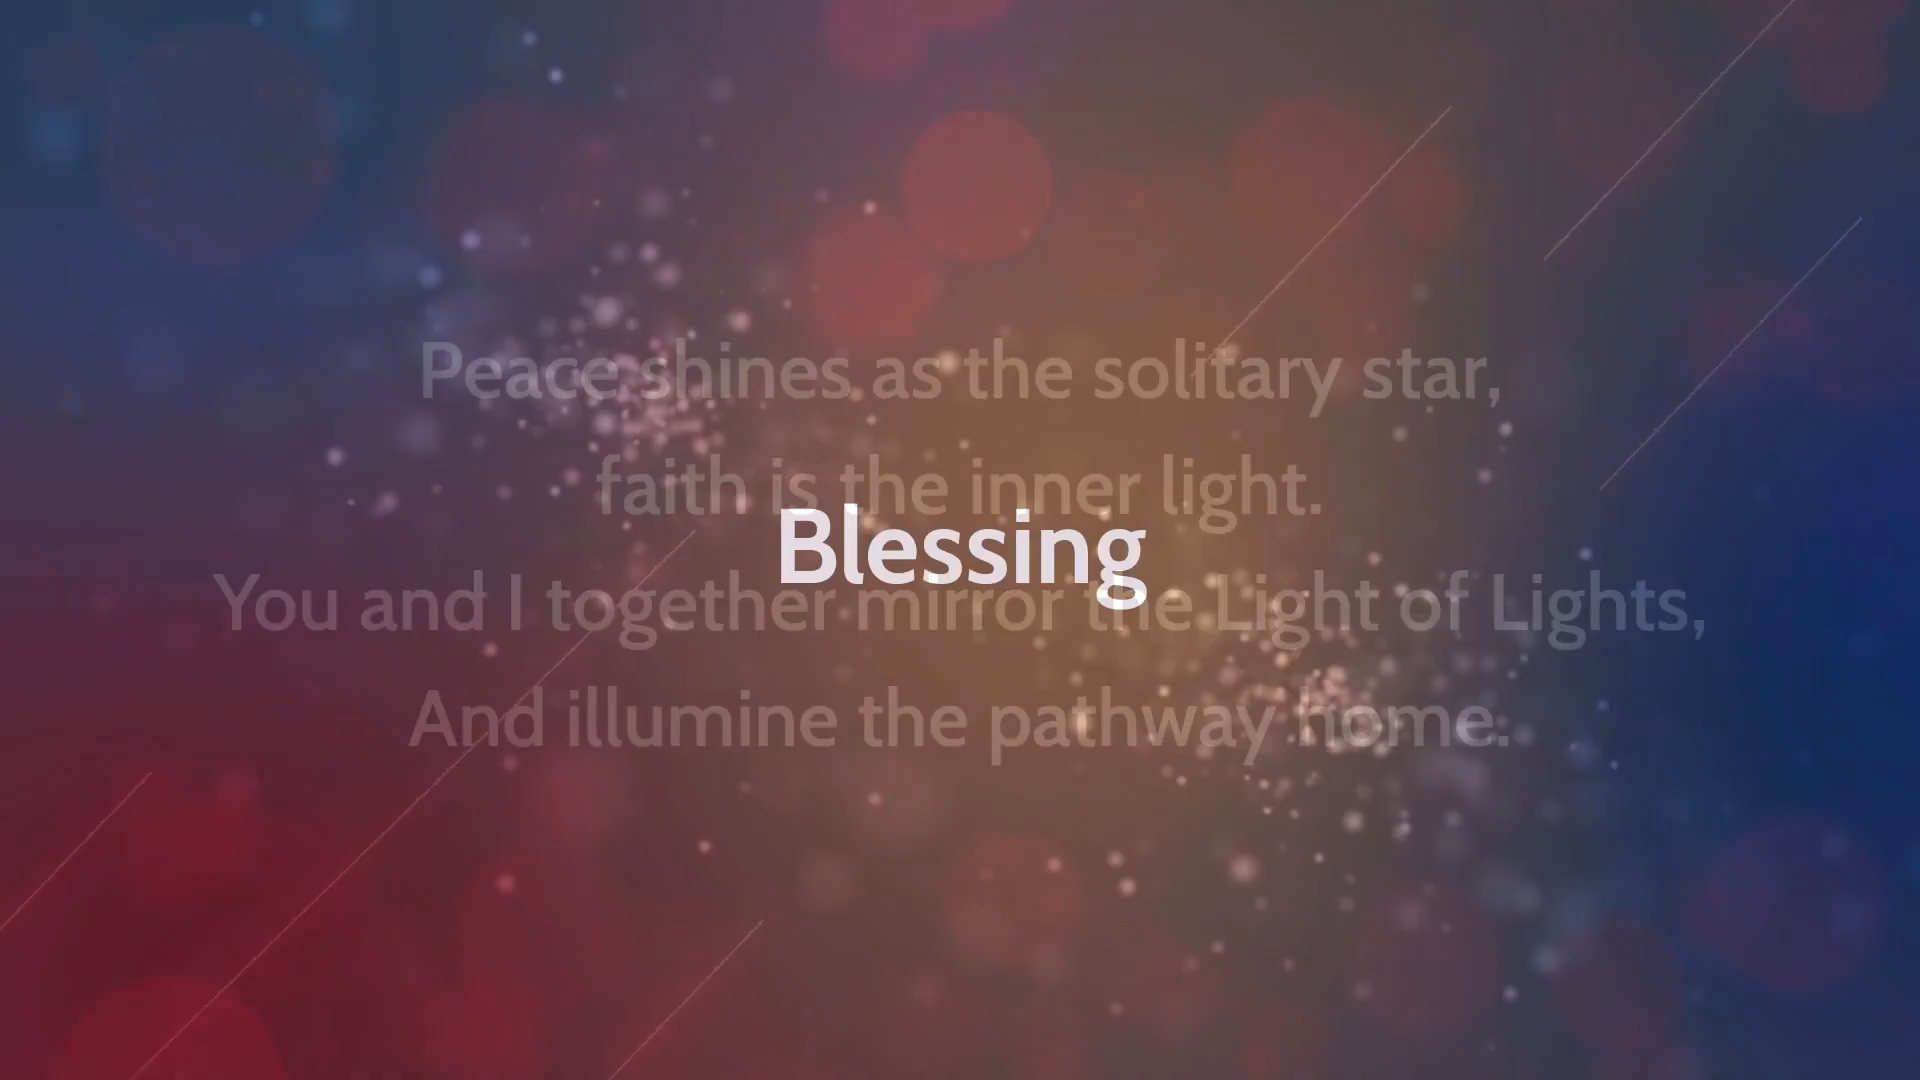 Peace shines as the solitary star,
faith is the inner light.
Blessing
You and I together mirror the Light of Lights,
And illumine the pathway home.